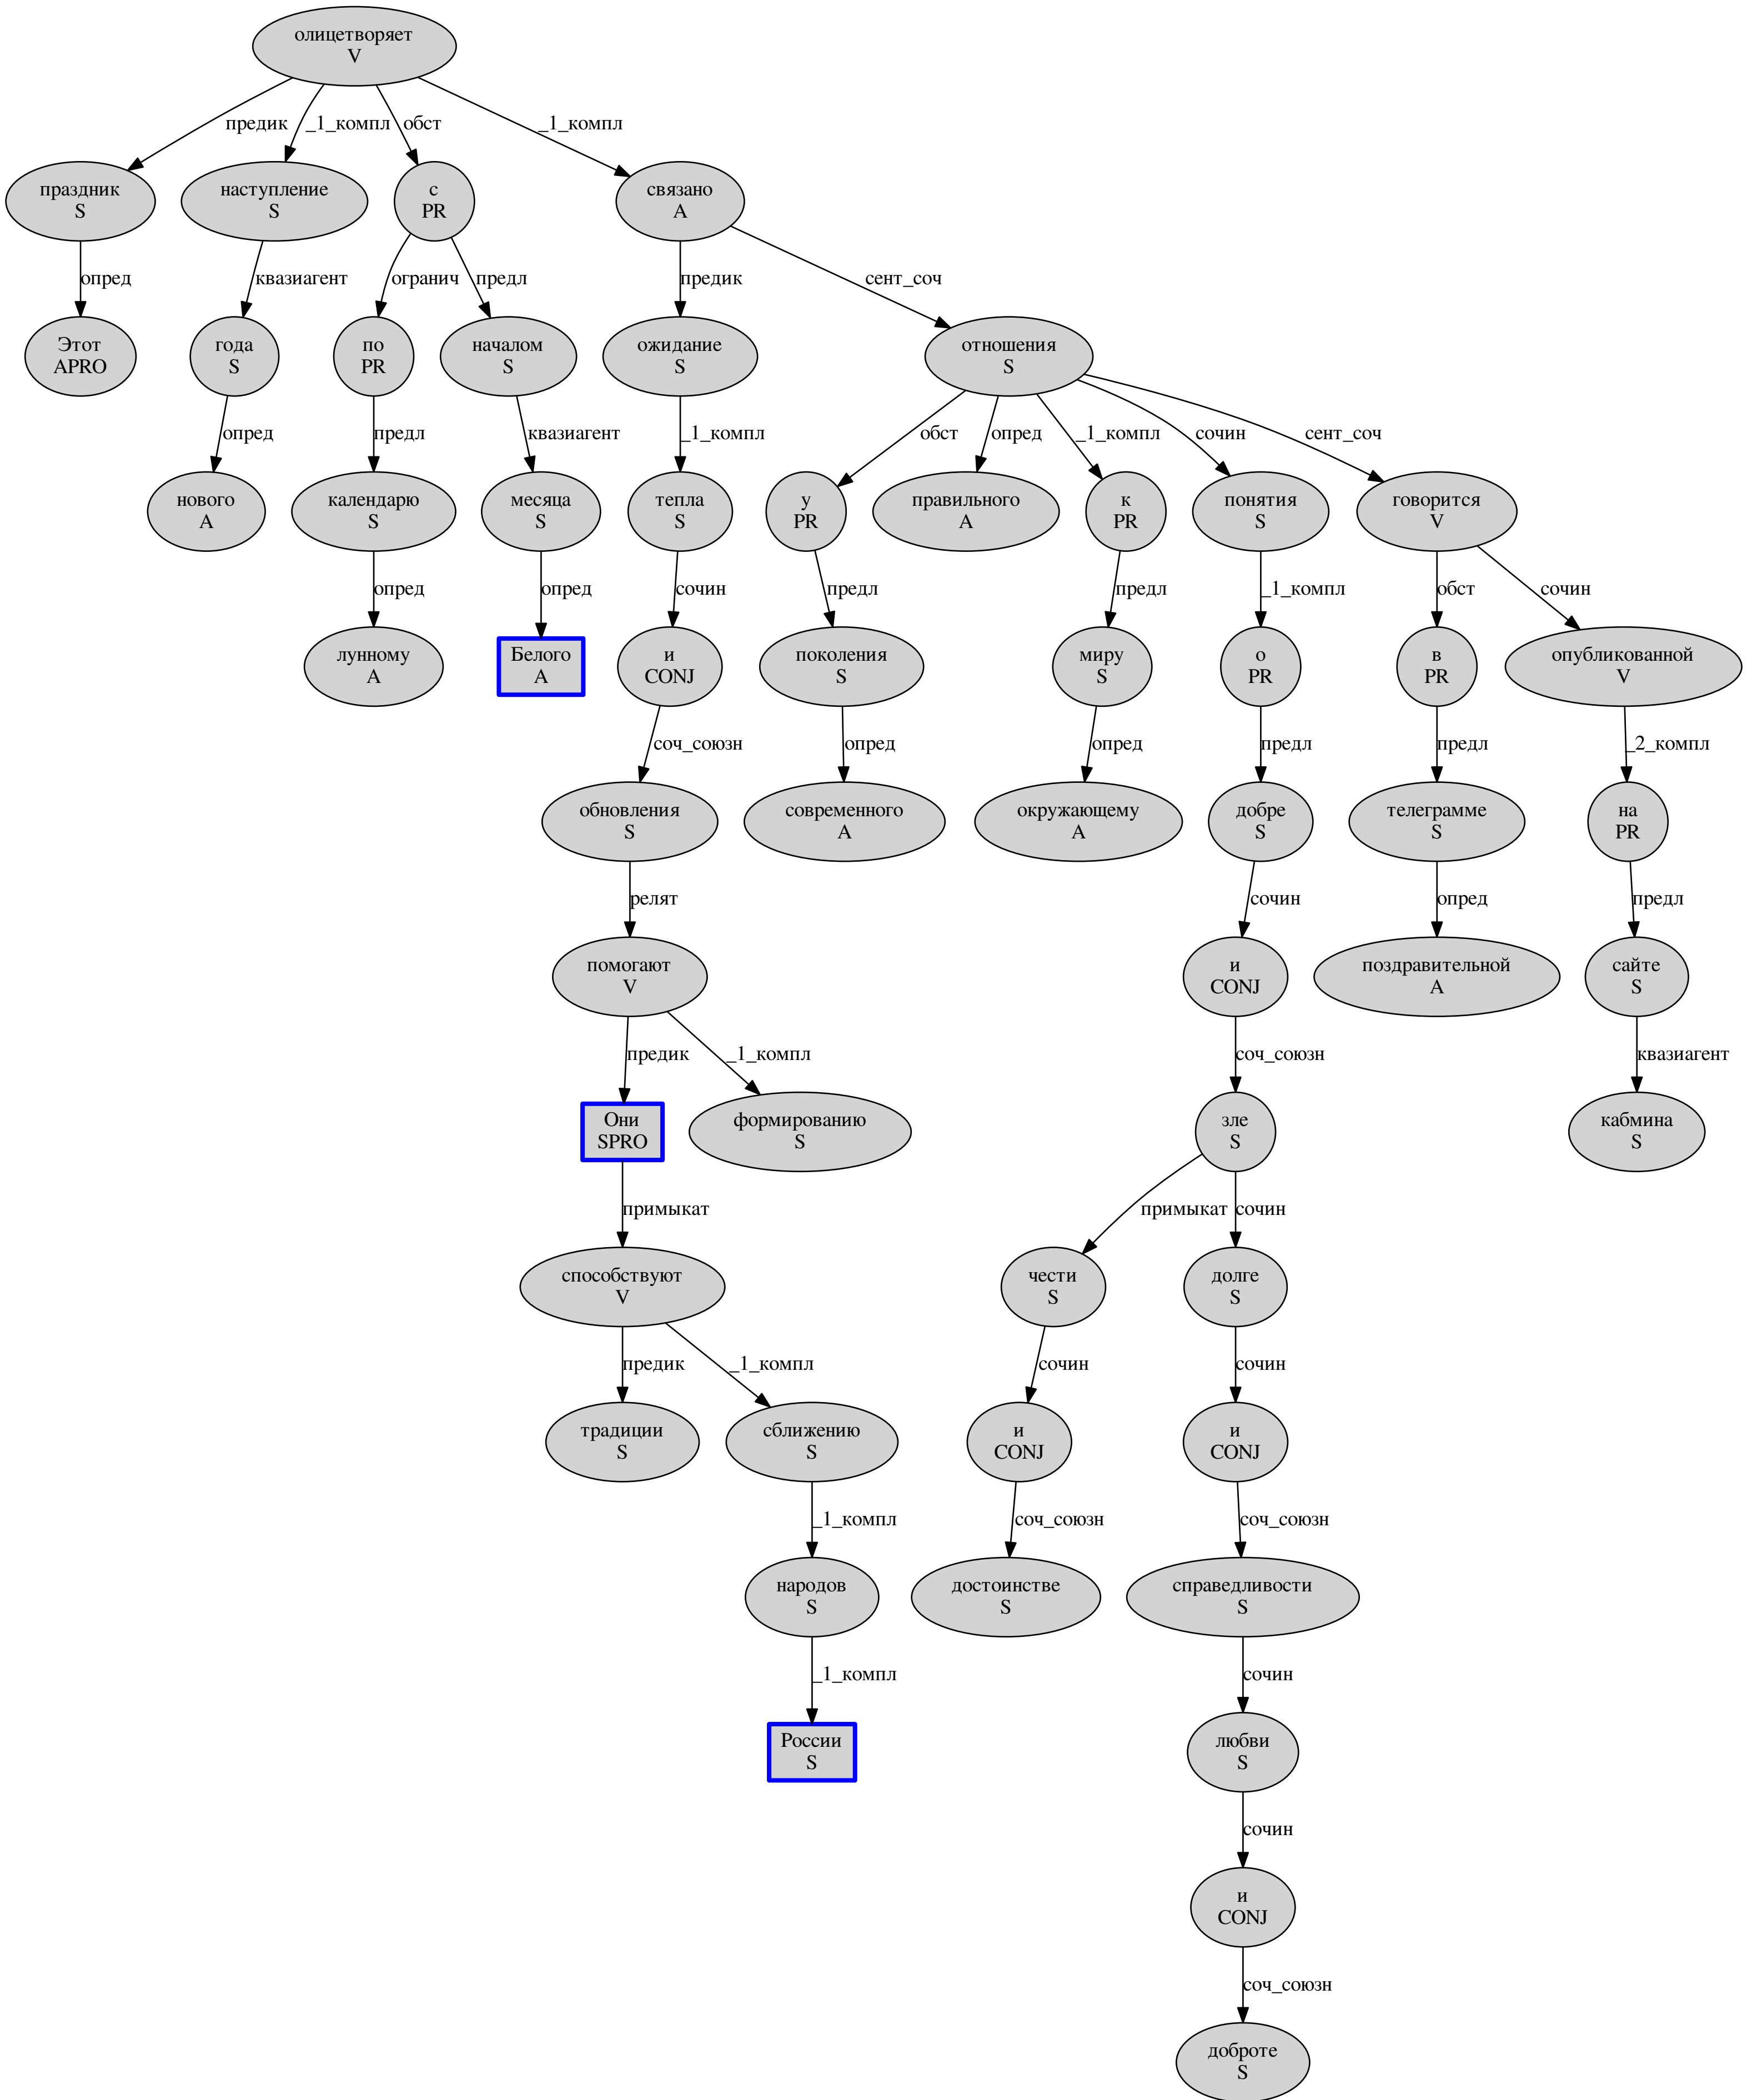 олицетворяет
V
предик
_1_компл
обст
_1_компл
праздник
S
наступление
S
с
PR
связано
A
опред
квазиагент
огранич
предл
предик
сент_соч
Этот
APRO
года
S
по
PR
началом
S
ожидание
S
отношения
S
опред
предл
квазиагент
_1_компл
обст
опред
_1_компл
сочин
сент_соч
нового
A
календарю
S
месяца
S
тепла
S
у
PR
правильного
A
к
PR
понятия
S
говорится
V
опред
опред
сочин
предл
предл
_1_компл
обст
сочин
лунному
A
Белого
A
и
CONJ
поколения
S
миру
S
о
PR
в
PR
опубликованной
V
соч_союзн
опред
опред
предл
предл
_2_компл
обновления
S
современного
A
окружающему
A
добре
S
телеграмме
S
на
PR
релят
сочин
опред
предл
помогают
V
и
CONJ
поздравительной
A
сайте
S
предик
_1_компл
соч_союзн
квазиагент
Они
SPRO
формированию
S
зле
S
кабмина
S
примыкат
примыкат
сочин
способствуют
V
чести
S
долге
S
предик
_1_компл
сочин
сочин
традиции
S
сближению
S
и
CONJ
и
CONJ
_1_компл
соч_союзн
соч_союзн
народов
S
достоинстве
S
справедливости
S
_1_компл
сочин
России
S
любви
S
сочин
и
CONJ
соч_союзн
доброте
S